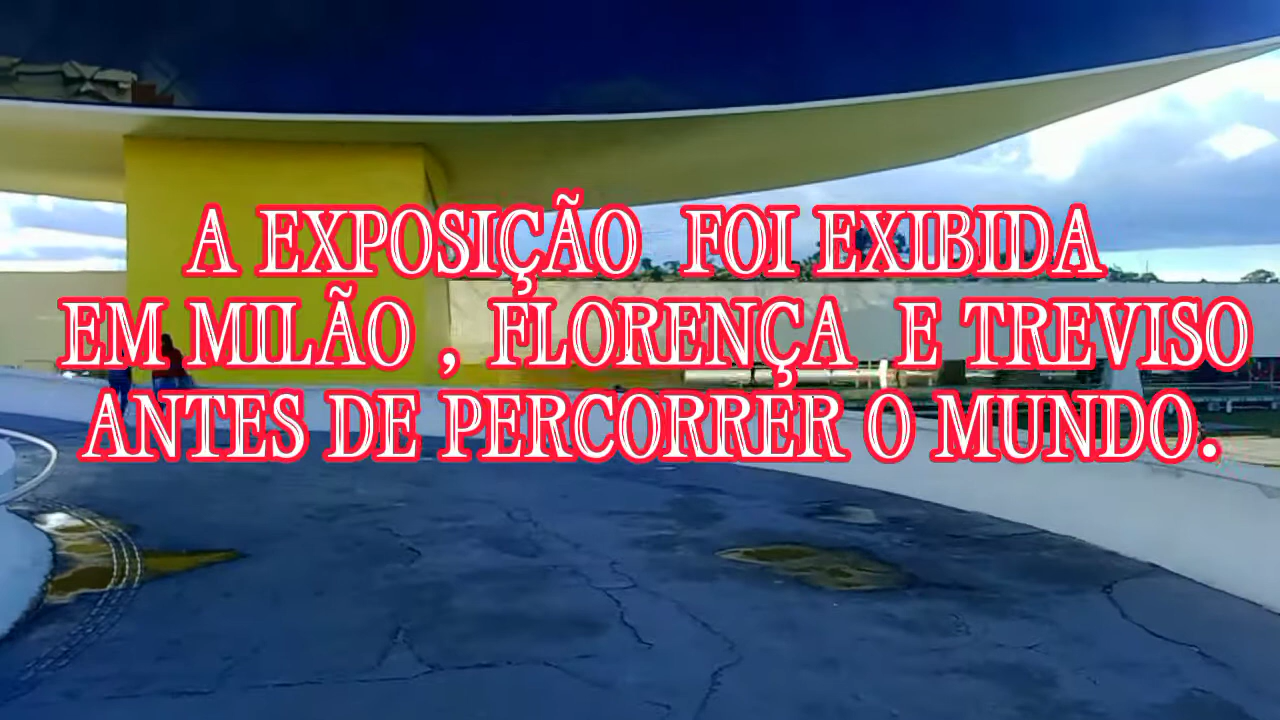 A EXPOSIÇÃO FOI EXIBIDA
EM MILÃO , FLORENÇA E TREVISO
ANTES DE PERCORRER O MUNDO.